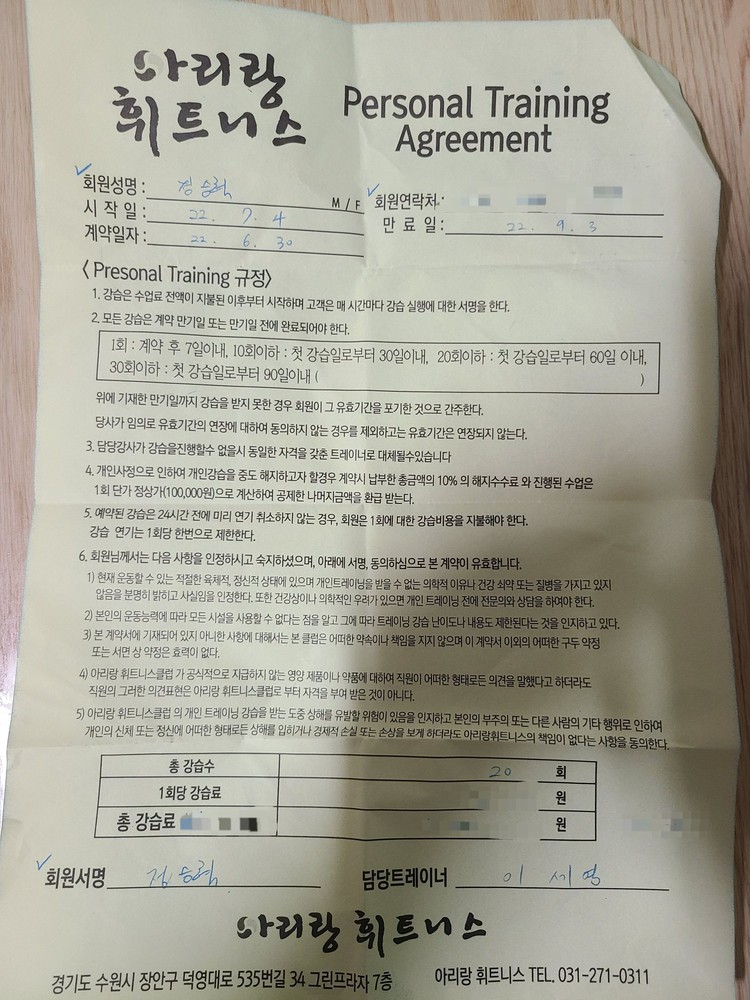 아리랑
휘트니스
Personal Training
Agreement
회원성명 : 정승혁 M / F 회원연락처 :
시 작 일 : 22. 7. 4 만 료 일 : 22. 9. 3
계약일자 : 22. 6. 30
〈 Presonal Training 규정〉
1. 강습은 수업료 전액이 지불된 이후부터 시작하며 고객은 매 시간마다 강습 실행에 대한 서명을 한다.
2. 모든 강습은 계약 만기일 또는 만기일 전에 완료되어야 한다.
1회 : 계약 후 7일이내, 10회이하 : 첫 강습일로부터 30일이내, 20회이하 : 첫 강습일로부터 60일 이내,
30회이하 : 첫 강습일로부터 90일이내 ( )
위에 기재한 만기일까지 강습을 받지 못한 경우 회원이 그 유효기간을 포기한 것으로 간주한다.
당사가 임의로 유효기간의 연장에 대하여 동의하지 않는 경우를 제외하고는 유효기간은 연장되지 않는다.
3. 담당강사가 강습을진행할수 없을시 동일한 자격을 갖춘 트레이너로 대체될수있습니다
4. 개인사정으로 인하여 개인강습을 중도 해지하고자 할경우 계약시 납부한 총금액의 10% 의 해지수수료 와 진행된 수업은
1회 단가 정상가(100,000원)으로 계산하여 공제한 나머지금액을 환급 받는다.
5. 예약된 강습은 24시간 전에 미리 연기 취소하지 않는 경우, 회원은 1회에 대한 강습비용을 지불해야 한다.
강습 연기는 1회당 한번으로 제한한다.
6. 회원님께서는 다음 사항을 인정하시고 숙지하셨으며, 아래에 서명, 동의하심으로 본 계약이 유효합니다.
1) 현재 운동할 수 있는 적절한 육체적, 정신적 상태에 있으며 개인트레이닝을 받을 수 없는 의학적 이유나 건강 쇠약 또는 질병을 가지고 있지
않음을 분명히 밝히고 사실임을 인정한다. 또한 건강상이나 의학적인 우려가 있으면 개인 트레이닝 전에 전문의와 상담을 하여야 한다.
2) 본인의 운동능력에 따라 모든 시설을 사용할 수 없다는 점을 알고 그에 따라 트레이닝 강습 난이도나 내용도 제한된다는 것을 인지하고 있다.
3) 본 계약서에 기재되어 있지 아니한 사항에 대해서는 본 클럽은 어떠한 약속이나 책임을 지지 않으며 이 계약서 이외의 어떠한 구두 약정
또는 서면 상 약정은 효력이 없다.
4) 아리랑 휘트니스클럽 가 공식적으로 지급하지 않는 영양 제품이나 약품에 대하여 직원이 어떠한 형태로든 의견을 말했다고 하더라도
직원의 그러한 의견표현은 아리랑 휘트니스클럽로 부터 자격을 부여 받은 것이 아니다.
5) 아리랑 휘트니스클럽 의 개인 트레이닝 강습을 받는 도중 상해를 유발할 위험이 있음을 인지하고 본인의 부주의 또는 다른 사람의 기타 행위로 인하여
개인의 신체 또는 정신에 어떠한 형태로든 상해를 입히거나 경제적 손실 또는 손상을 보게 하더라도 아리랑휘트니스의 책임이 없다는 사항을 동의한다.
총 강습수 20 회
1회당 강습료 원
총 강습료 원
회원서명 정승혁 담당트레이너 이세영
아리랑 휘트니스
경기도 수원시 장안구 덕영대로 535번길 34 그린프라자 7층 아리랑 휘트니스 TEL. 031-271-0311